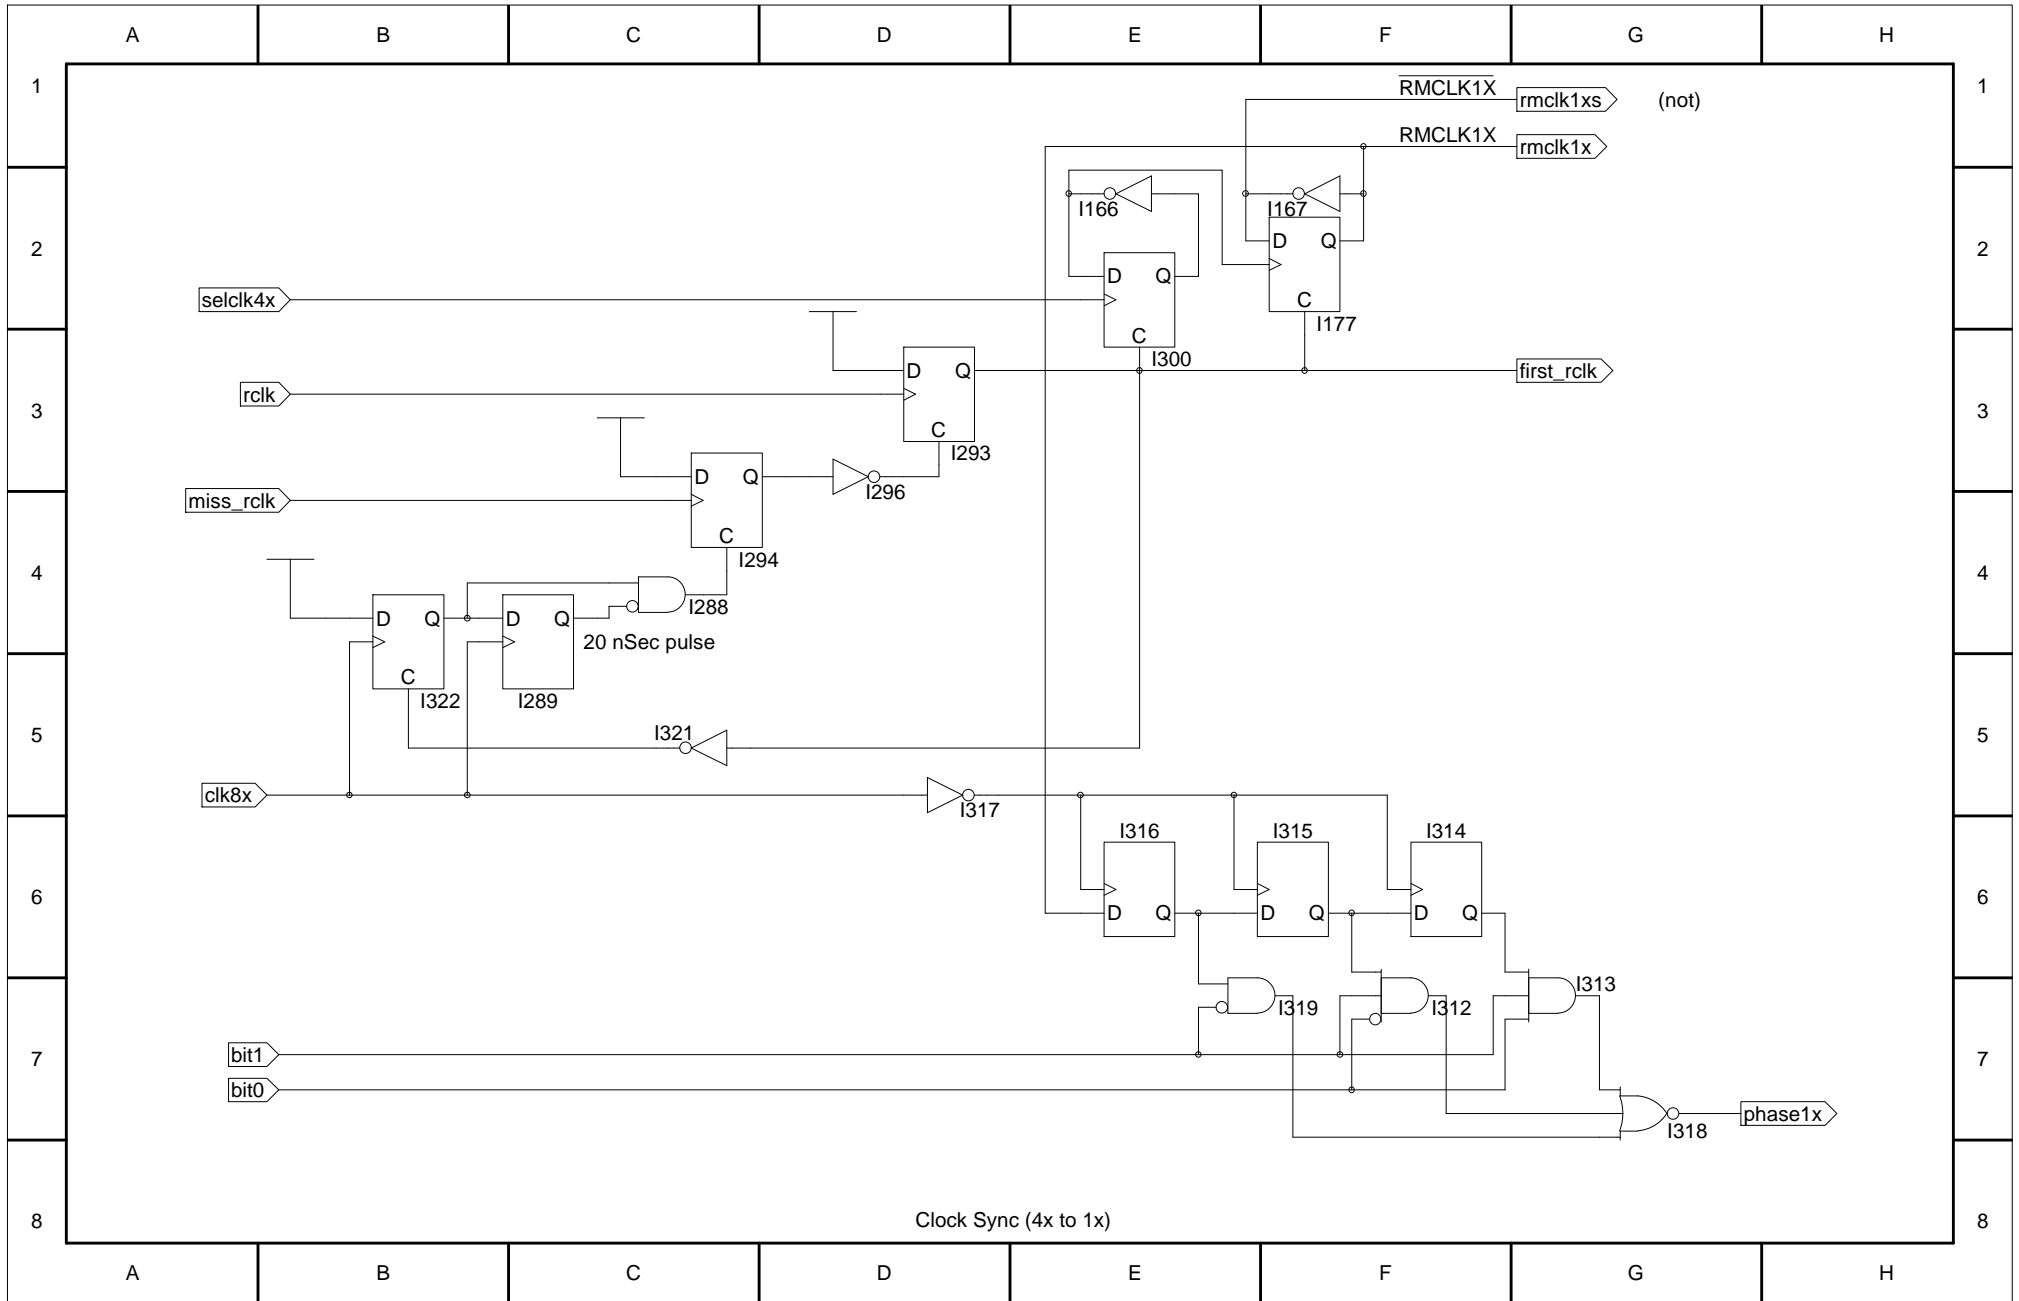 A B C D E F G H
1 RMCLK1X rmclk1xs (not) 1
RMCLK1X rmclk1x
I166 I167
2 D Q 2
D Q
selclk4x C
I177
C
I300
D Q first_rclk
rclk
3 3
C
I293
D Q
I296
miss_rclk
C
I294
4 4
I288
D Q D Q
20 nSec pulse
C
I322 I289
5 I321 5
clk8x
I317
I316 I315 I314
6 6
D Q D Q D Q
I313
I319 I312
7 bit1 7
bit0
phase1x
I318
8 Clock Sync (4x to 1x) 8
A B C D E F G H